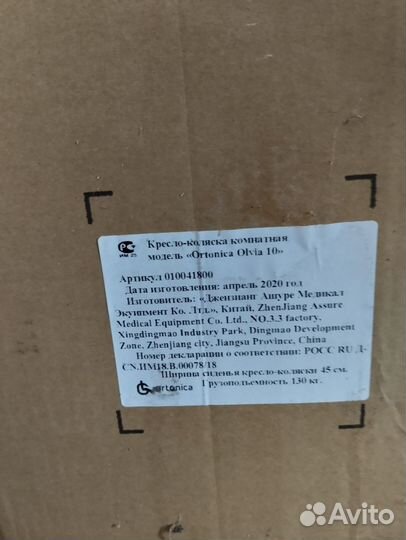 Кресло-коляска комнатная
модель «Ortonica Olvia 10»
ИМ 25
Артикул 010041800
Дата изготовления: апрель 2020 год
Изготовитель: «Дженжианг Ашуре Медикал
Экуипмент Ко. Лтд.», Китай, ZhenJiang Assure
Medical Equipment Co. Ltd., NO.3.3 factory,
Xingdingmao Industry Park, Dingmao Development
Zone, Zhenjiang city, Jiangsu Province, China
Номер декларации о соответствии: РОСС RU Д-
CN.ИМ18.В.00078/18
Ширина сиденья кресло-коляски 45 см.
Грузоподъемность 130 кг.
ortonica
Avito